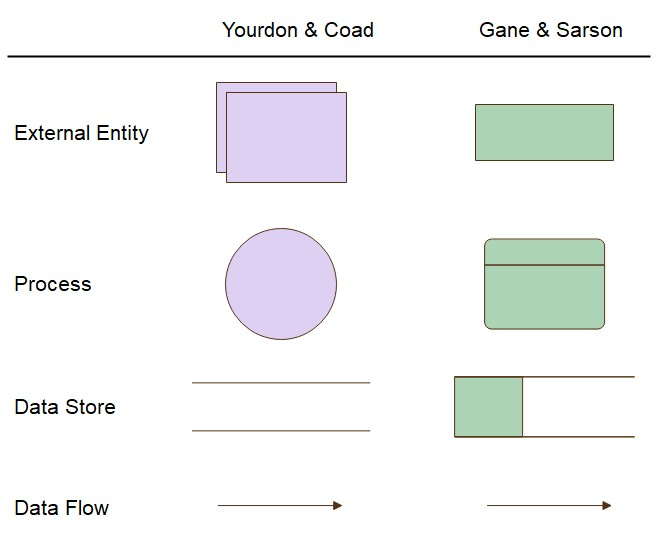 Yourdon & Coad Gane & Sarson
External Entity
Process
Data Store
Data Flow